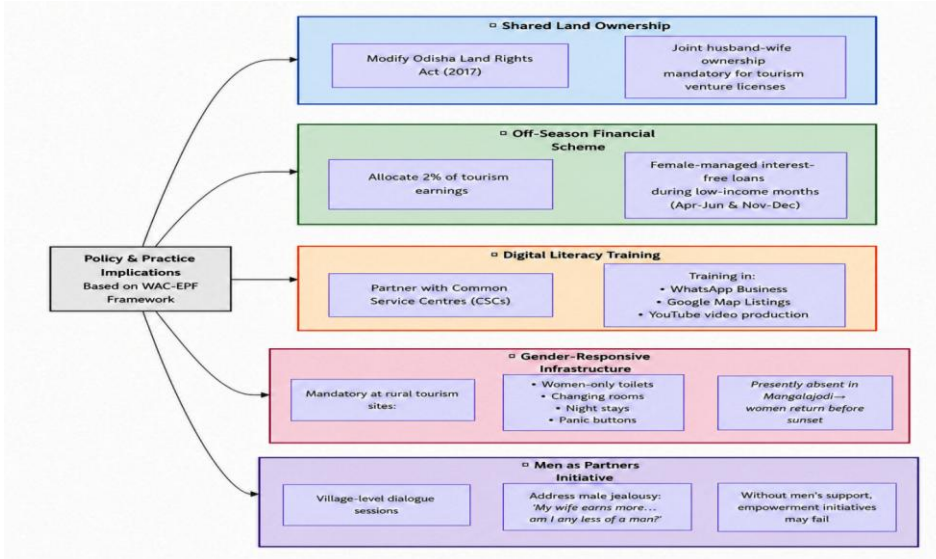 Policy & Practice
Implications
Based on WAC-EPF
Framework
▯ Shared Land Ownership
Modify Odisha Land Rights
Act (2017)
Joint husband-wife
ownership
mandatory for tourism
venture licenses
▯ Off-Season Financial
Scheme
Allocate 2% of tourism
earnings
Female-managed interest-
free loans
during low-income months
(Apr-Jun & Nov-Dec)
▯ Digital Literacy Training
Partner with Common
Service Centres (CSCs)
Training in:
• WhatsApp Business
• Google Map Listings
• YouTube video production
▯ Gender-Responsive
Infrastructure
Mandatory at rural tourism
sites:
• Women-only toilets
• Changing rooms
• Night stays
• Panic buttons
Presently absent in
Mangalajodi→
women return before
sunset
▯ Men as Partners
Initiative
Village-level dialogue
sessions
Address male jealousy:
'My wife earns more...
am I any less of a man?'
Without men's support,
empowerment initiatives
may fail